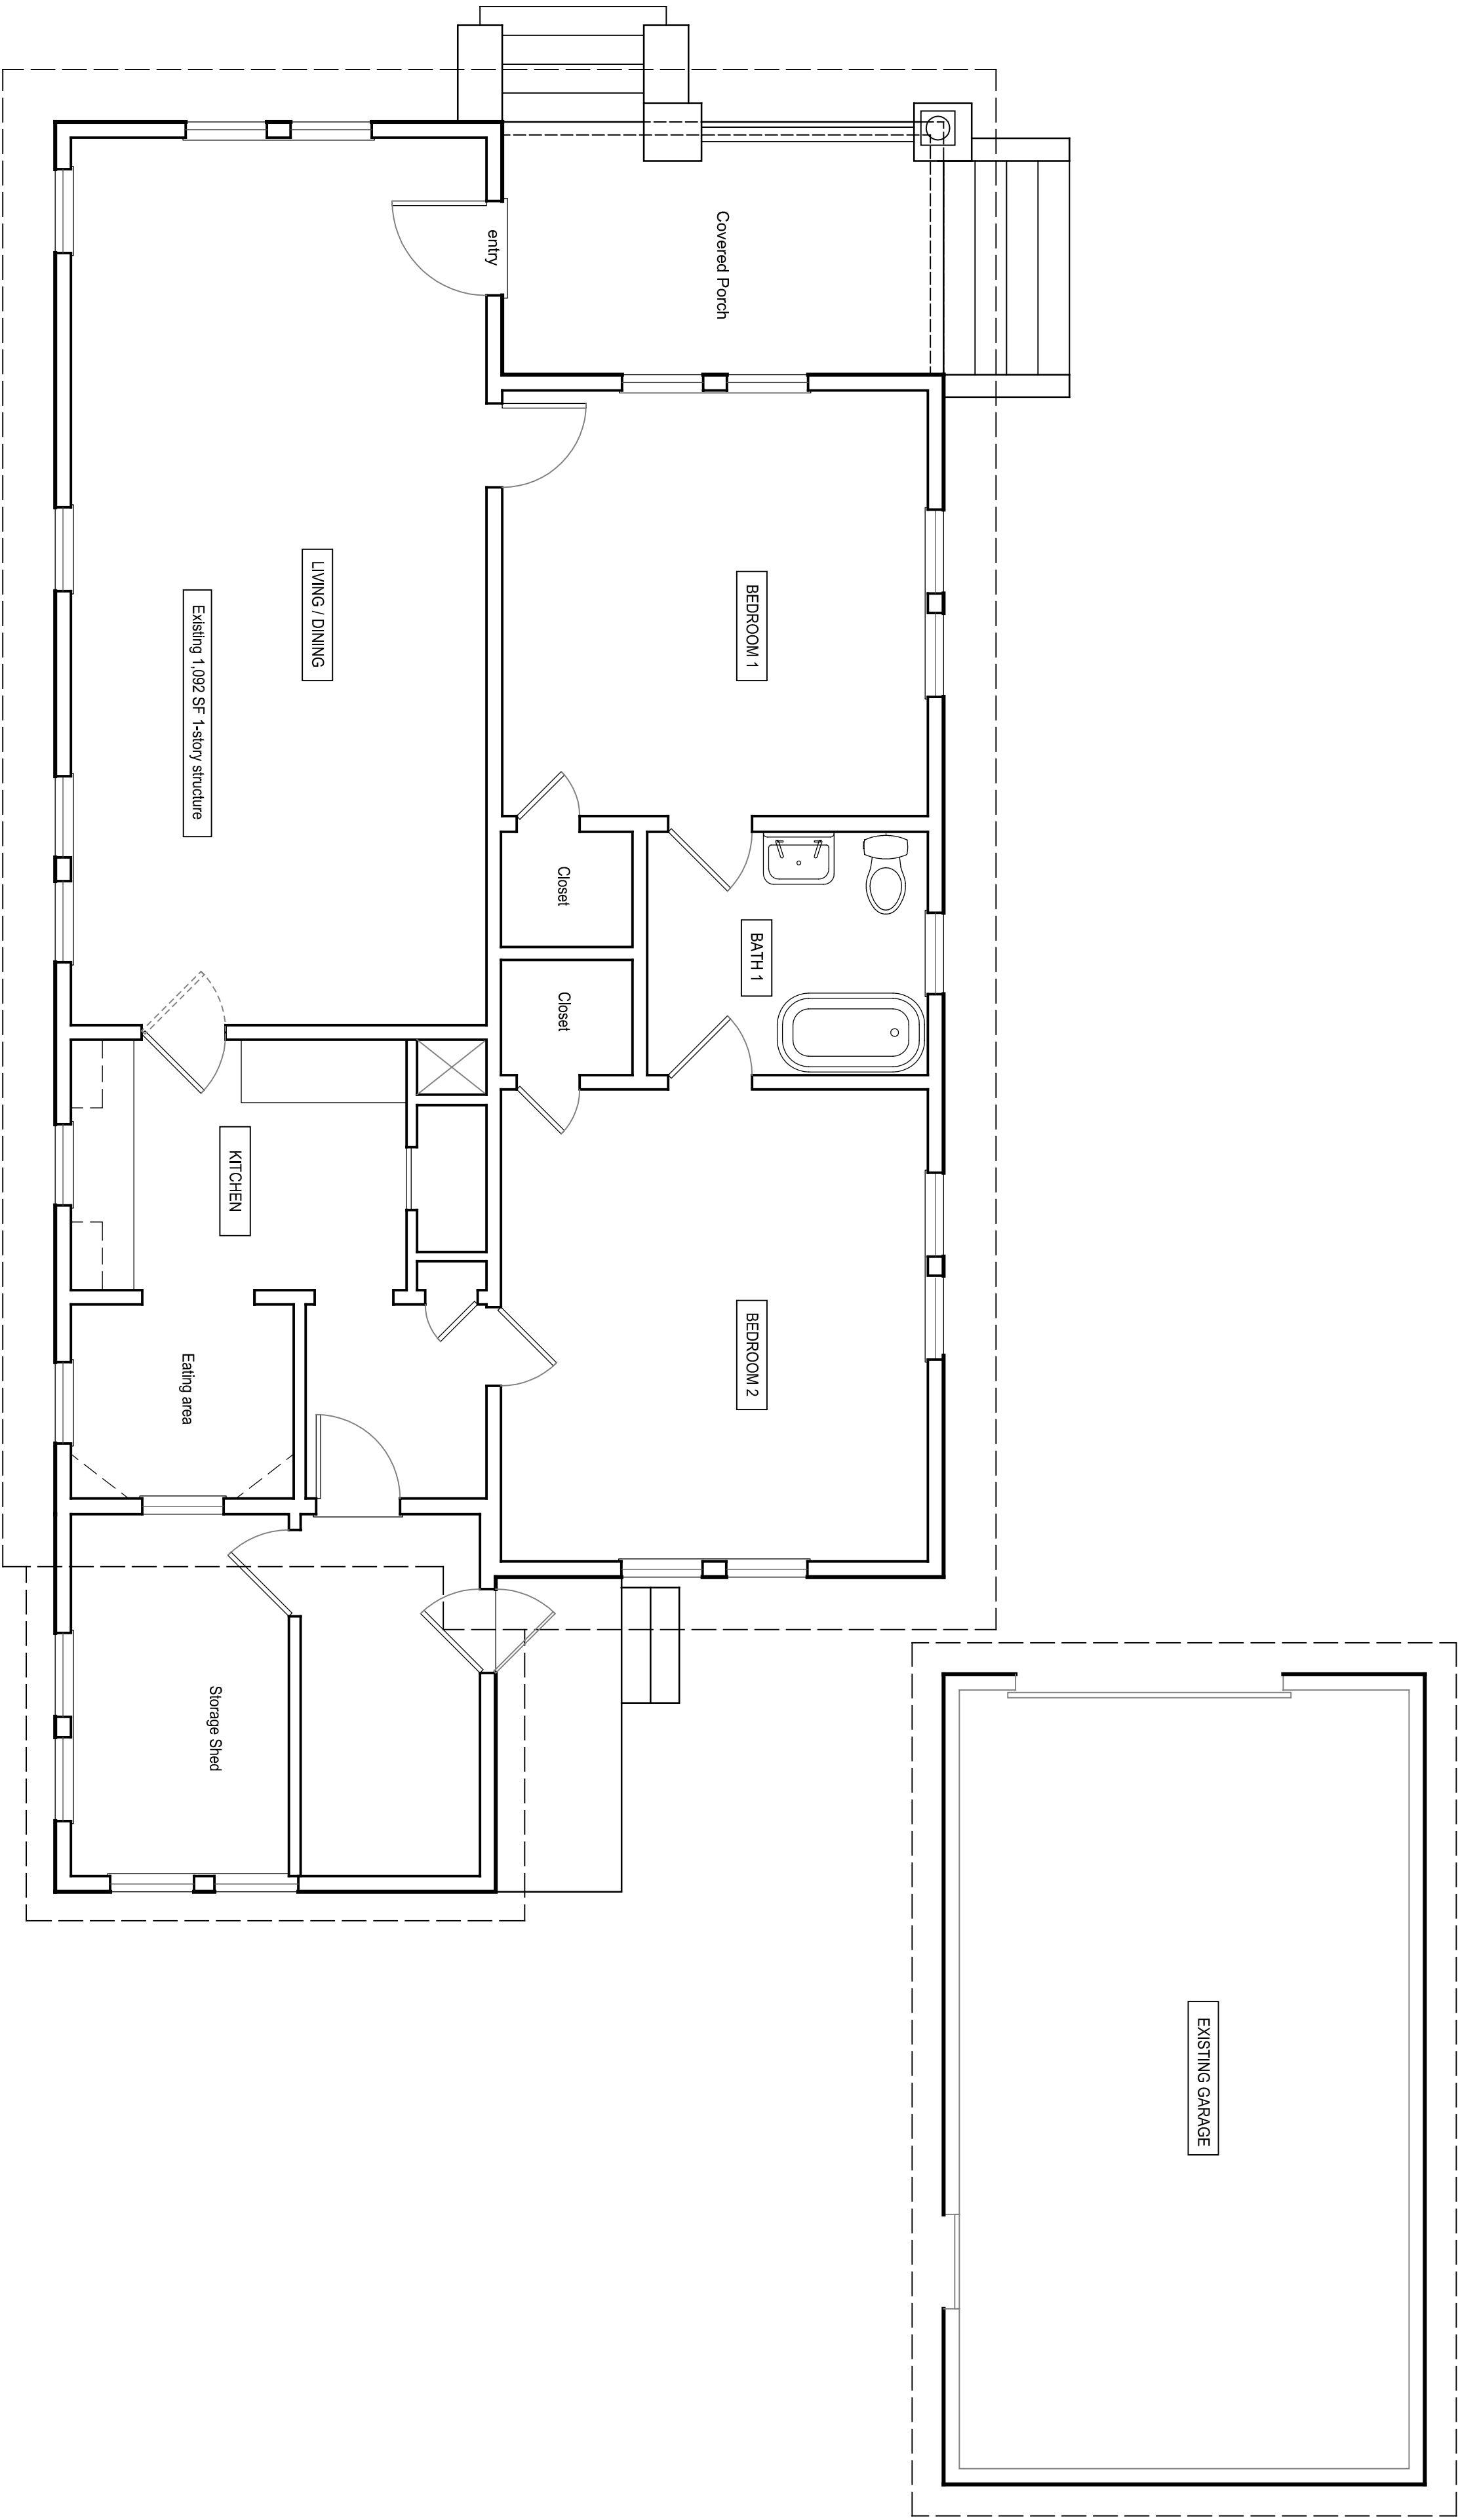 Covered Porch
entry
BEDROOM 1
LIVING / DINING
Existing 1,092 SF 1-story structure
Closet
BATH 1
Closet
KITCHEN
BEDROOM 2
Eating area
Storage Shed
EXISTING GARAGE